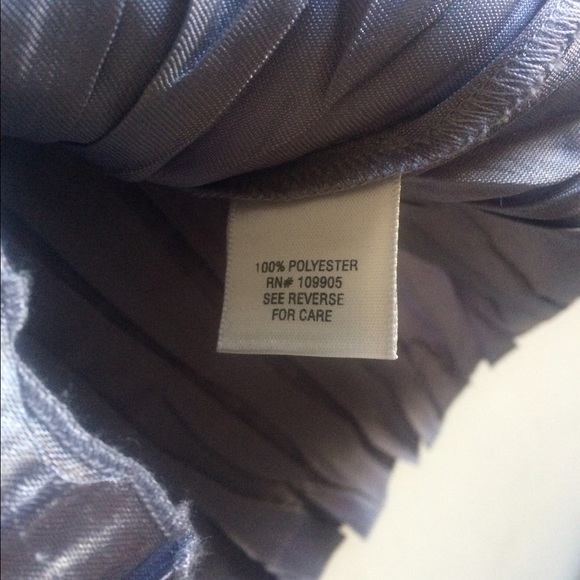 100% POLYESTER
RN# 109905
SEE REVERSE
FOR CARE